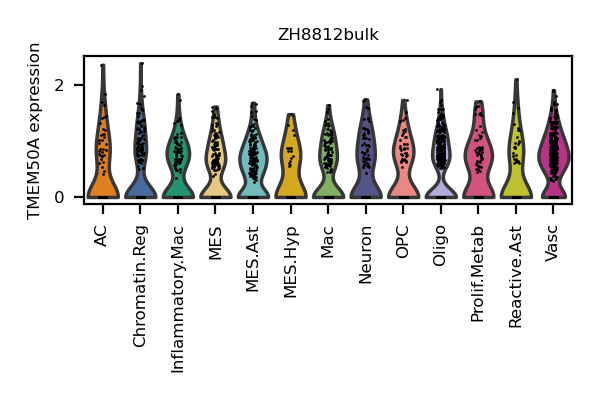 ZH8812bulk
TMEM50A expression
2
0
AC
Chromatin.Reg
Inflammatory.Mac
MES
MES.Ast
MES.Hyp
Mac
Neuron
OPC
Oligo
Prolif.Metab
Reactive.Ast
Vasc